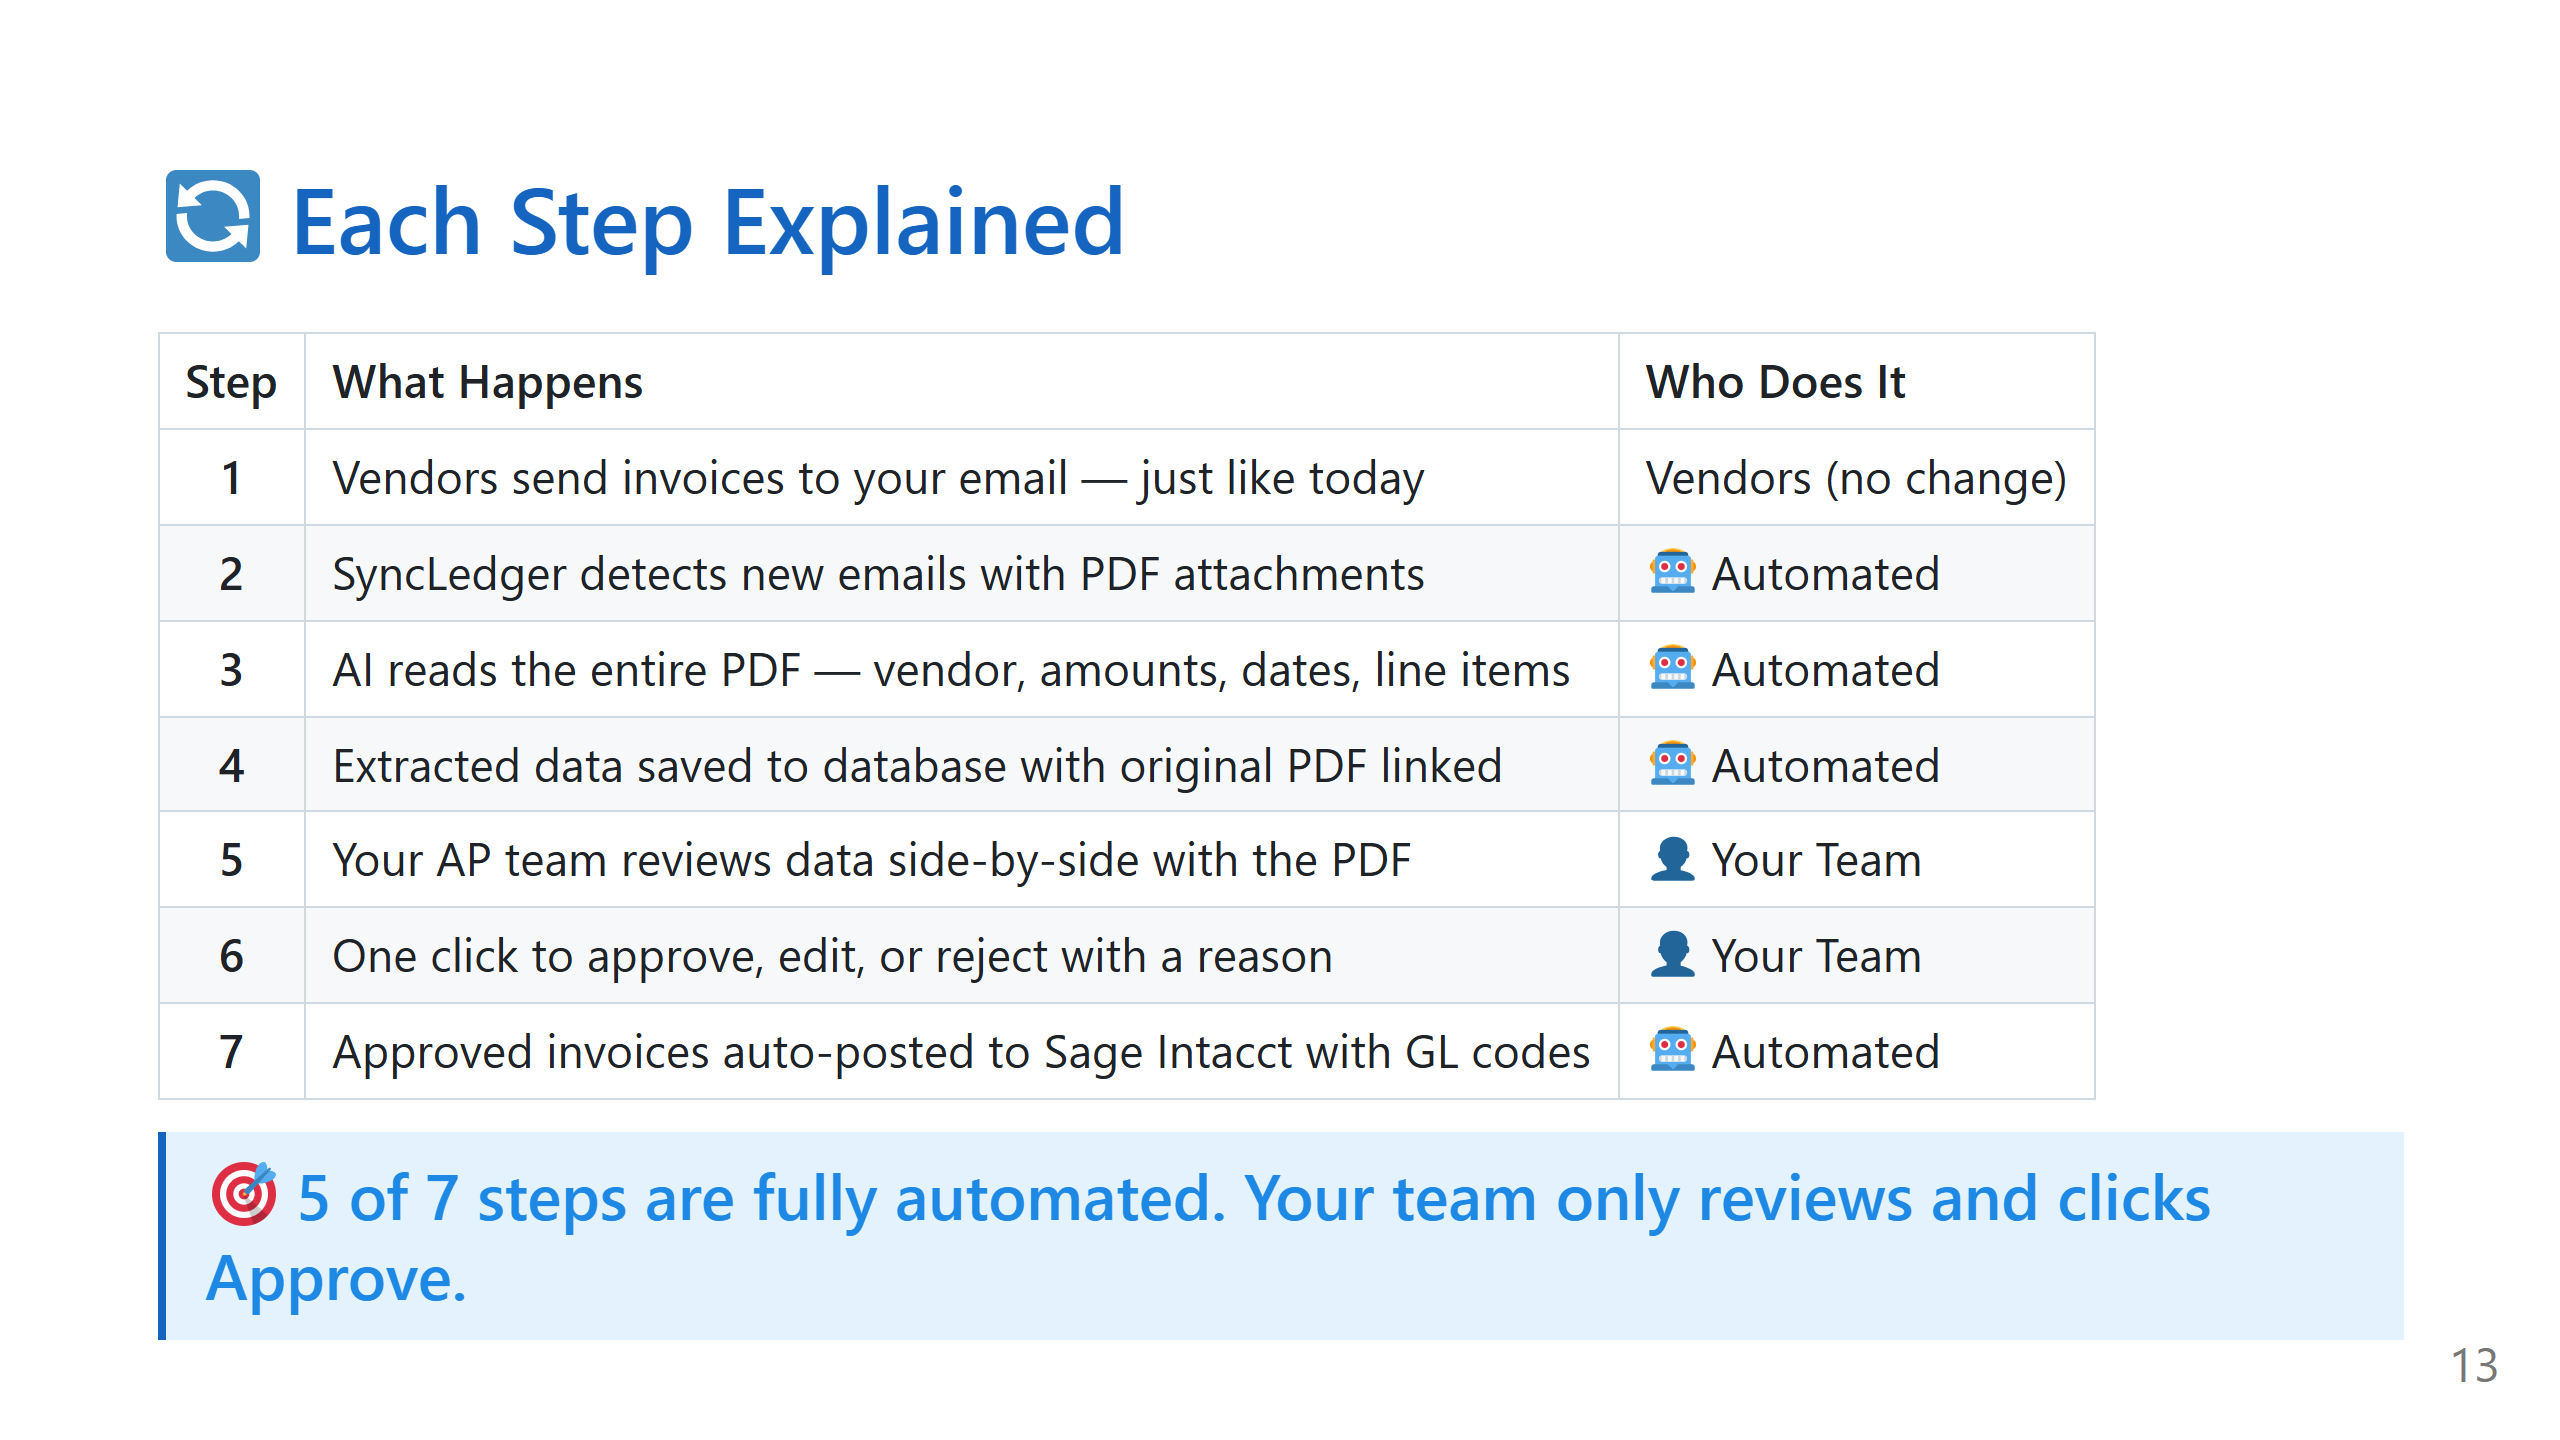 Each Step Explained
Step What Happens Who Does It
1 Vendors send invoices to your email — just like today Vendors (no change)
2 SyncLedger detects new emails with PDF attachments Automated
3 AI reads the entire PDF — vendor, amounts, dates, line items Automated
4 Extracted data saved to database with original PDF linked Automated
5 Your AP team reviews data side-by-side with the PDF Your Team
6 One click to approve, edit, or reject with a reason Your Team
7 Approved invoices auto-posted to Sage Intacct with GL codes Automated
5 of 7 steps are fully automated. Your team only reviews and clicks
Approve.
13